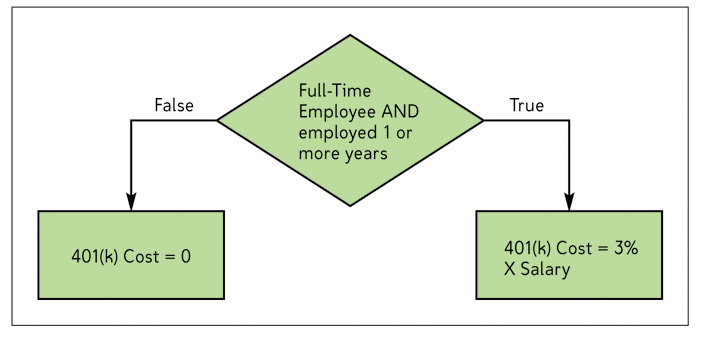 Full-Time
Employee AND
employed 1 or
more years
False
True
401(k) Cost = 0
401(k) Cost = 3%
X Salary